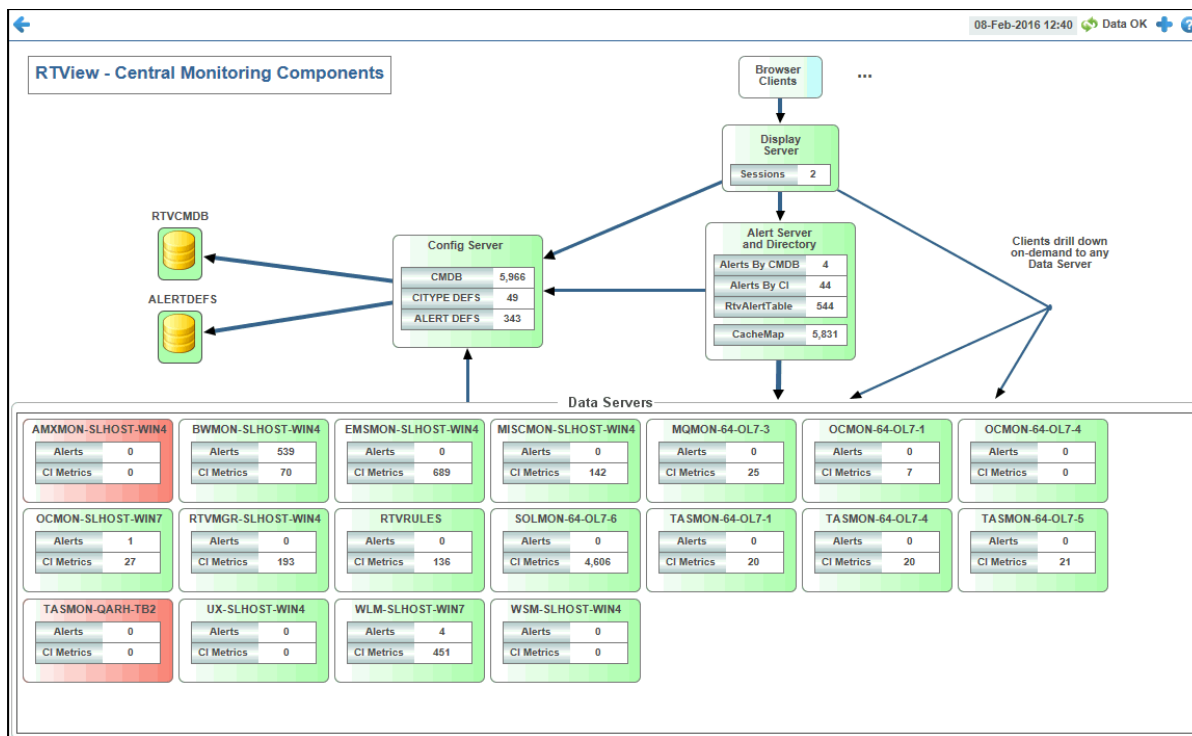 08-Feb-2016 12:40 Data OK
RTView - Central Monitoring Components
Browser
Clients
...
Display
Server
Sessions 2
RTVCMDB
ALERTDEFS
Config Server
CMDB 5,966
CITYPE DEFS 49
ALERT DEFS 343
Alert Server
and Directory
Alerts By CMDB 4
Alerts By CI 44
RtvAlertTable 544
CacheMap 5,831
Clients drill down
on-demand to any
Data Server
Data Servers
AMXMON-SLHOST-WIN4
Alerts 0
CI Metrics 0
BWMON-SLHOST-WIN4
Alerts 539
CI Metrics 70
EMSMON-SLHOST-WIN4
Alerts 0
CI Metrics 689
MISCMON-SLHOST-WIN4
Alerts 0
CI Metrics 142
MQMON-64-OL7-3
Alerts 0
CI Metrics 25
OCMON-64-OL7-1
Alerts 0
CI Metrics 7
OCMON-64-OL7-4
Alerts 0
CI Metrics 0
OCMON-SLHOST-WIN7
Alerts 1
CI Metrics 27
RTVMGR-SLHOST-WIN4
Alerts 0
CI Metrics 193
RTVRULES
Alerts 0
CI Metrics 136
SOLMON-64-OL7-6
Alerts 0
CI Metrics 4,606
TASMON-64-OL7-1
Alerts 0
CI Metrics 20
TASMON-64-OL7-4
Alerts 0
CI Metrics 20
TASMON-64-OL7-5
Alerts 0
CI Metrics 21
TASMON-QARH-TB2
Alerts 0
CI Metrics 0
UX-SLHOST-WIN4
Alerts 0
CI Metrics 0
WLM-SLHOST-WIN7
Alerts 4
CI Metrics 451
WSM-SLHOST-WIN4
Alerts 0
CI Metrics 0